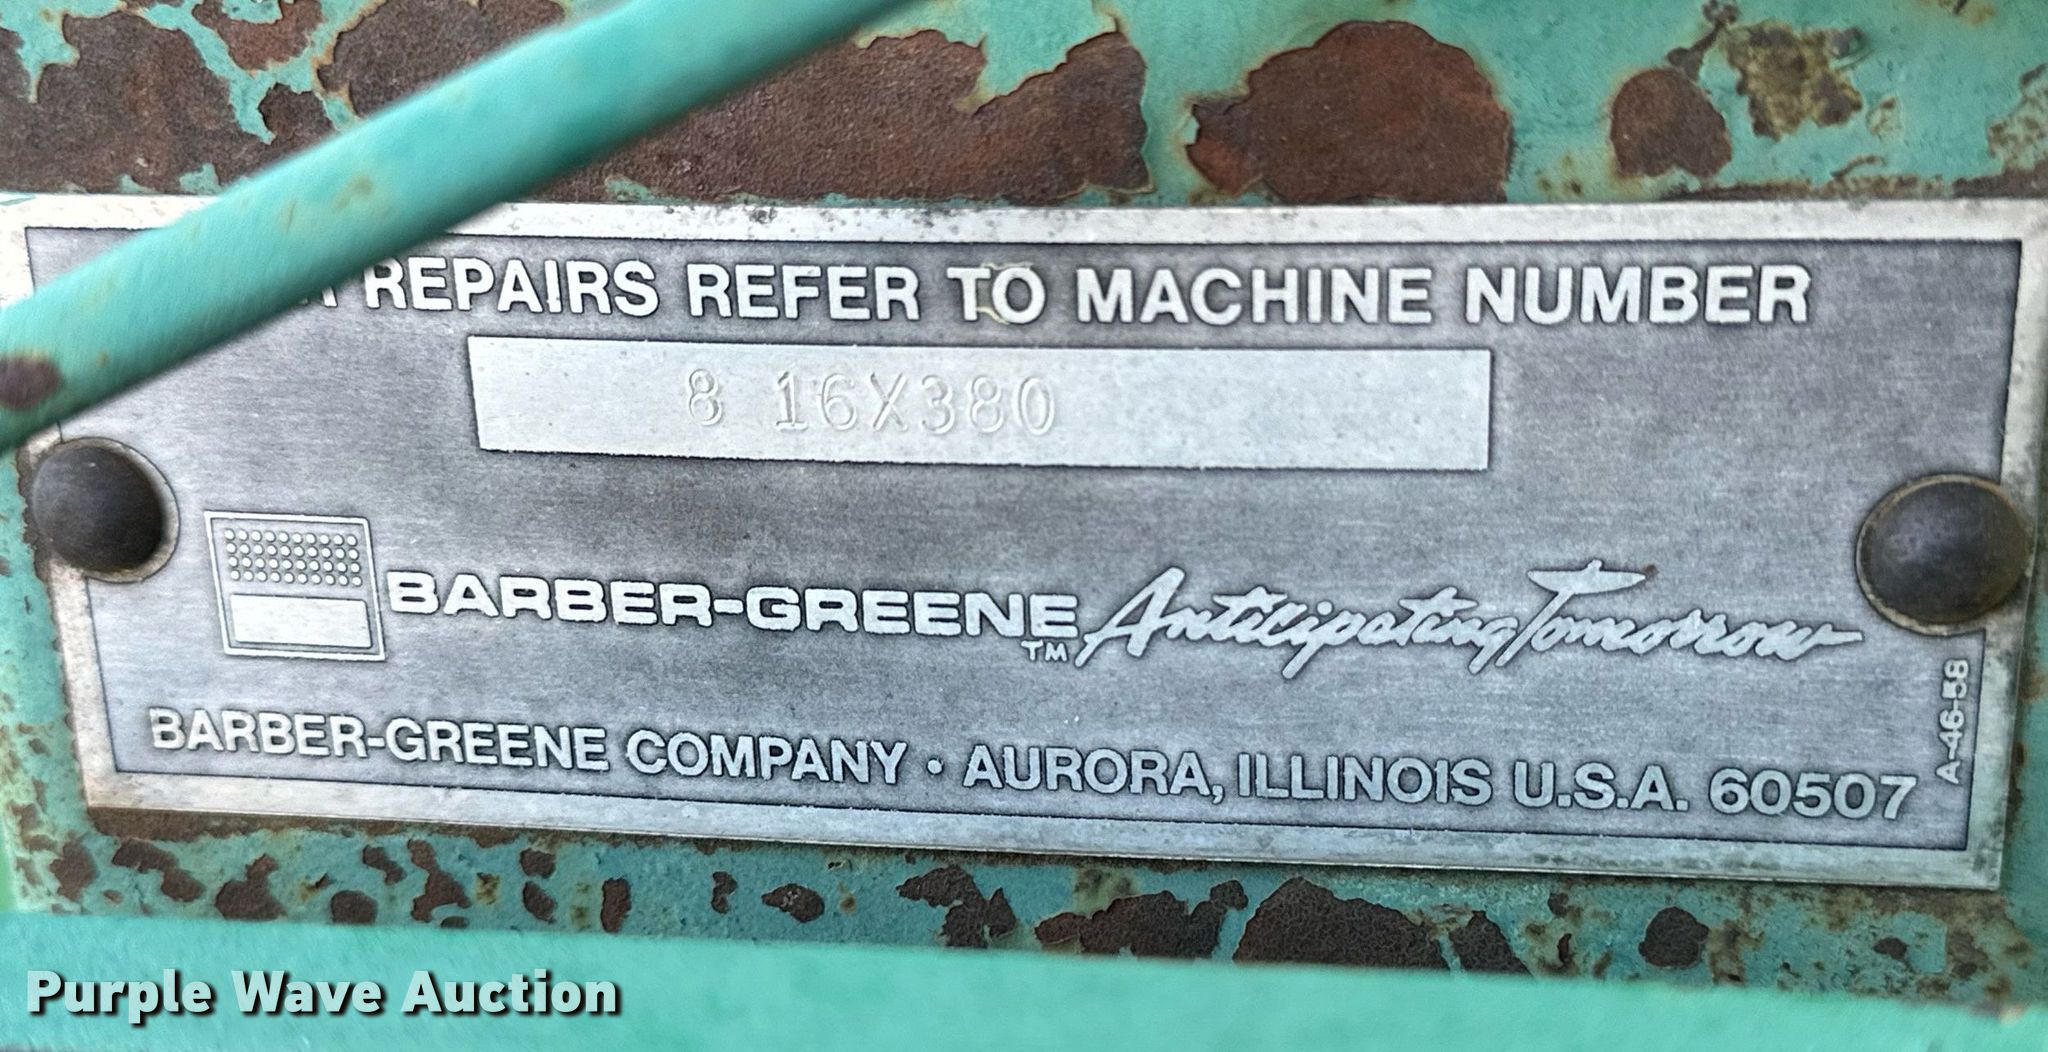 REPAIRS REFER TO MACHINE NUMBER
8 16X380
BARBER-GREENE TM Anticipating Tomorrow
BARBER-GREENE COMPANY • AURORA, ILLINOIS U.S.A. 60507
A-46-58
Purple Wave Auction